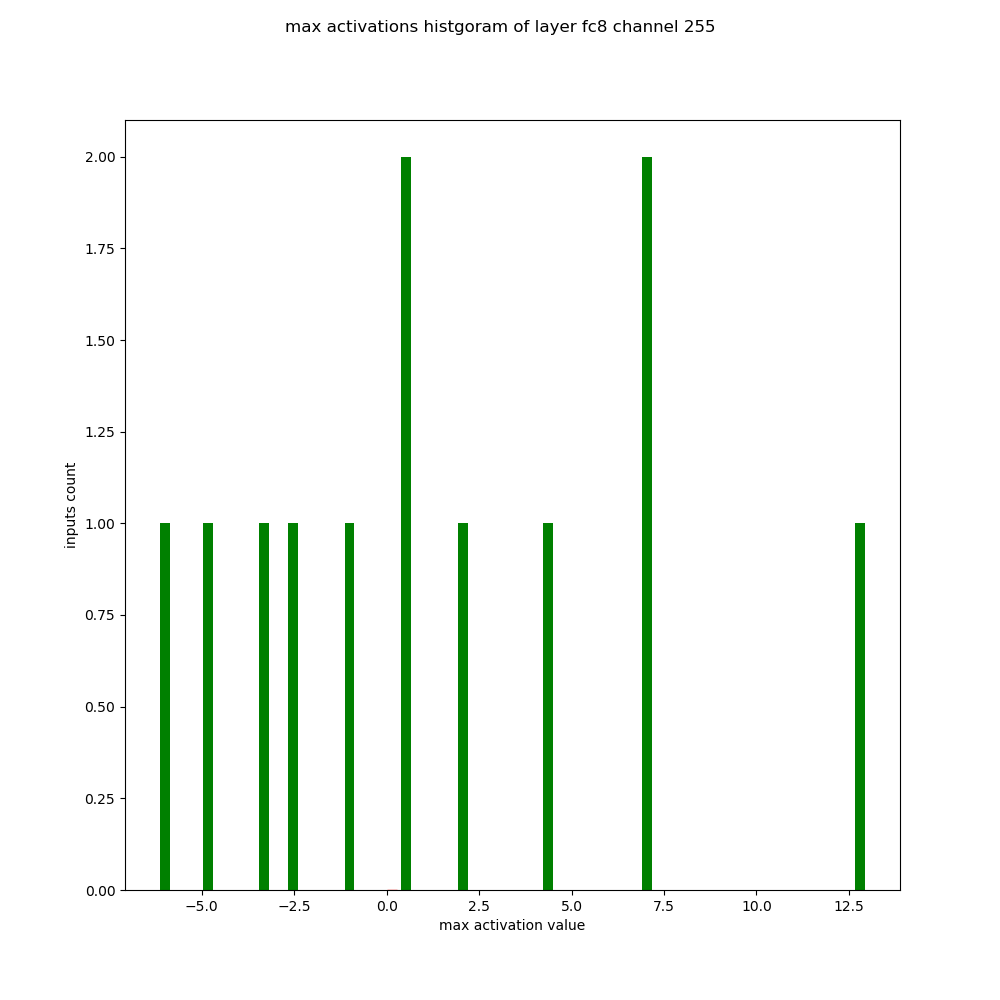 max activations histgoram of layer fc8 channel 255
2.00
1.75
1.50
1.25
1.00
0.75
0.50
0.25
0.00
inputs count
−5.0 −2.5 0.0 2.5 5.0 7.5 10.0 12.5
max activation value